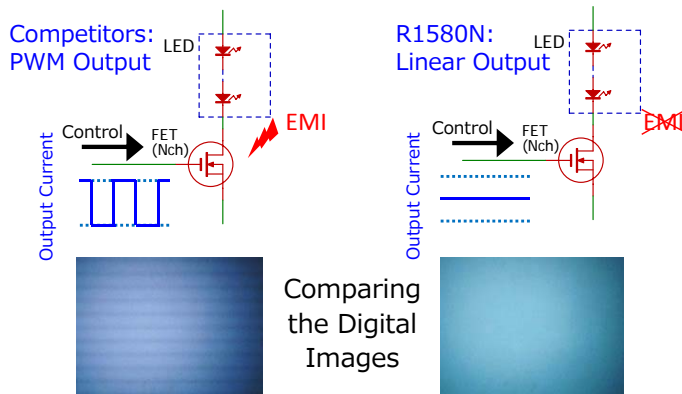 Competitors:
PWM Output
LED
EMI
Control
FET
(Nch)
Output Current
R1580N:
Linear Output
LED
EMI
Control
FET
(Nch)
Output Current
Comparing
the Digital
Images